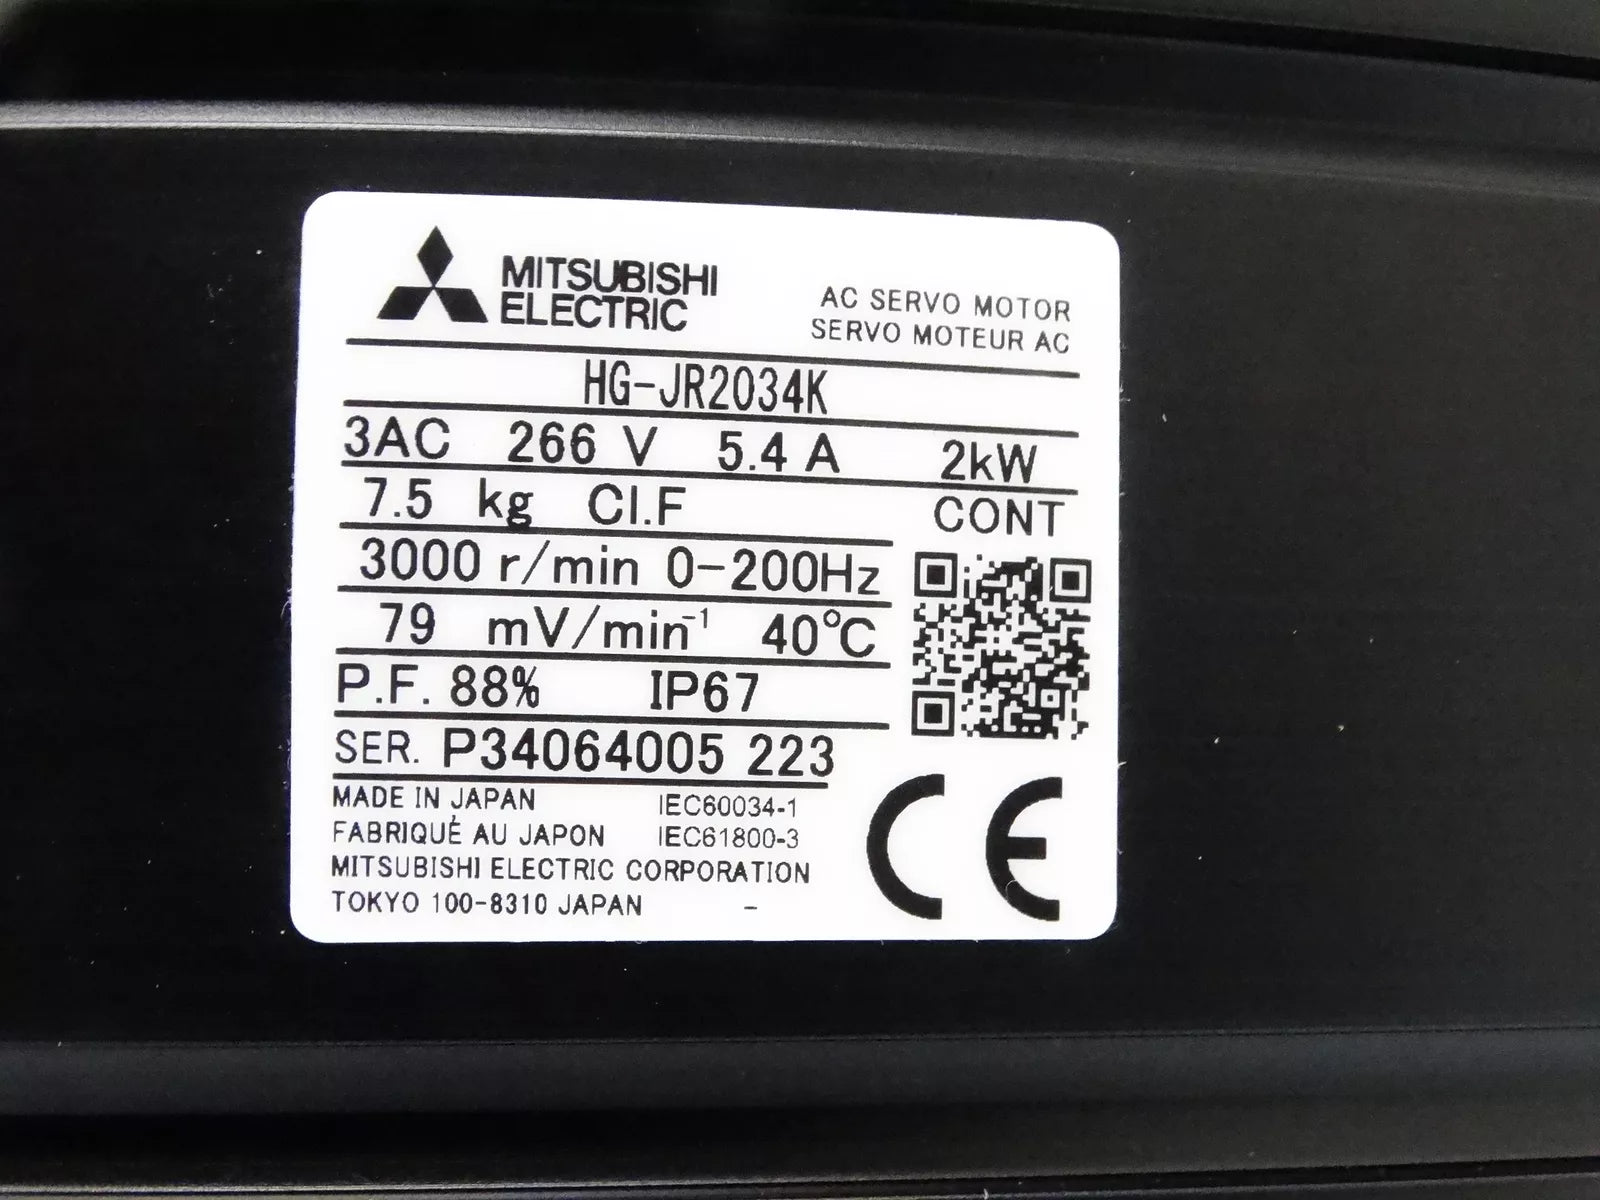 MITSUBISHI
ELECTRIC
AC SERVO MOTOR
SERVO MOTEUR AC
HG-JR2034K
3AC 266 V 5.4 A 2kW
7.5 kg CI.F CONT
3000 r/min 0-200Hz
79 mV/min⁻¹ 40°C
P.F. 88% IP67
SER. P34064005 223
MADE IN JAPAN IEC60034-1
FABRIQUÉ AU JAPON IEC61800-3
MITSUBISHI ELECTRIC CORPORATION
TOKYO 100-8310 JAPAN -
CE